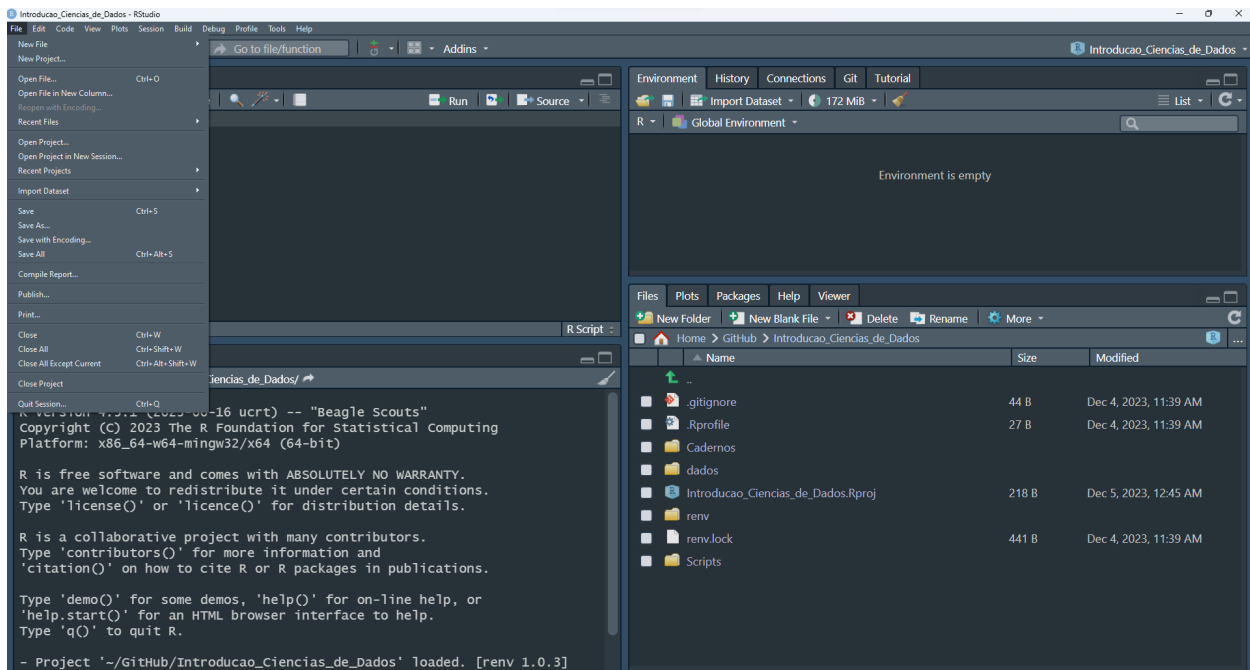 Introducao_Ciencias_de_Dados - RStudio
File Edit Code View Plots Session Build Debug Profile Tools Help
New File
New Project...
Open File... Ctrl+O
Open File in New Column...
Reopen with Encoding...
Recent Files
Open Project...
Open Project in New Session...
Recent Projects
Import Dataset
Save Ctrl+S
Save As...
Save with Encoding...
Save All Ctrl+Alt+S
Compile Report...
Publish...
Print...
Close Ctrl+W
Close All Ctrl+Shift+W
Close All Except Current Ctrl+Alt+Shift+W
Close Project
Quit Session... Ctrl+Q
Go to file/function Addins
Introducao_Ciencias_de_Dados
Run Source
R Script
Ciencias_de_Dados/
"Beagle Scouts"
Copyright (C) 2023 The R Foundation for Statistical Computing
Platform: x86_64-w64-mingw32/x64 (64-bit)
R is free software and comes with ABSOLUTELY NO WARRANTY.
You are welcome to redistribute it under certain conditions.
Type 'license()' or 'licence()' for distribution details.
R is a collaborative project with many contributors.
Type 'contributors()' for more information and
'citation()' on how to cite R or R packages in publications.
Type 'demo()' for some demos, 'help()' for on-line help, or
'help.start()' for an HTML browser interface to help.
Type 'q()' to quit R.
- Project '~/GitHub/Introducao_Ciencias_de_Dados' loaded. [renv 1.0.3]
Environment History Connections Git Tutorial
Import Dataset 172 MiB List
R Global Environment
Environment is empty
Files Plots Packages Help Viewer
New Folder New Blank File Delete Rename More
Home GitHub Introducao_Ciencias_de_Dados ...
Name Size Modified
..
.gitignore 44 B Dec 4, 2023, 11:39 AM
.Rprofile 27 B Dec 4, 2023, 11:39 AM
Cadernos
dados
Introducao_Ciencias_de_Dados.Rproj 218 B Dec 5, 2023, 12:45 AM
renv
renv.lock 441 B Dec 4, 2023, 11:39 AM
Scripts